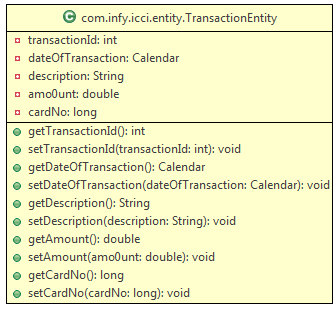 C com.infy.icci.entity.TransactionEntity
transactionId: int
dateOfTransaction: Calendar
description: String
amo0unt: double
cardNo: long
getTransactionId(): int
setTransactionId(transactionId: int): void
getDateOfTransaction(): Calendar
setDateOfTransaction(dateOfTransaction: Calendar): void
getDescription(): String
setDescription(description: String): void
getAmount(): double
setAmount(amo0unt: double): void
getCardNo(): long
setCardNo(cardNo: long): void